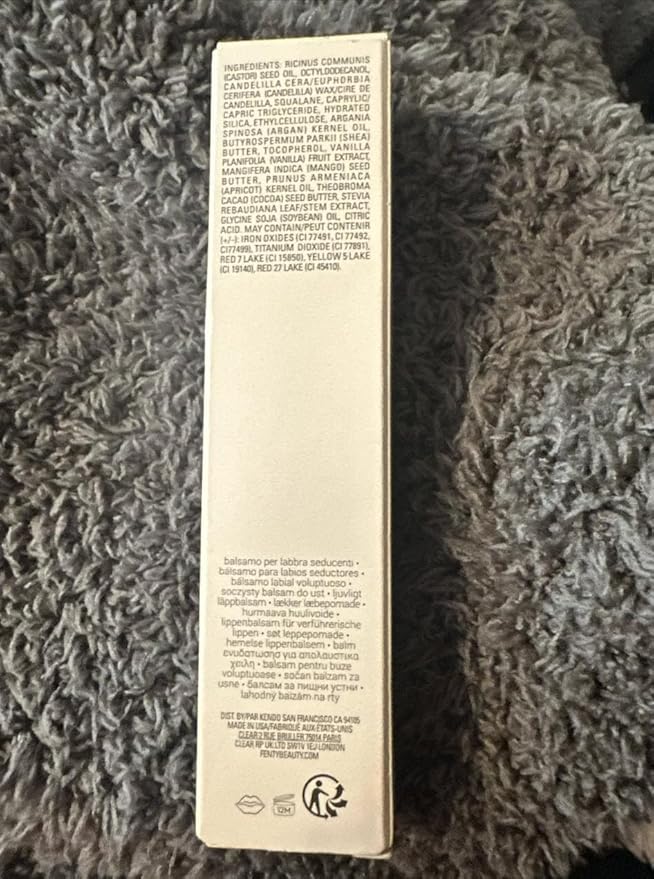 INGREDIENTS: RICINUS COMMUNIS
(CASTOR) SEED OIL, OCTYLDODECANOL,
CANDELILLA CERA/EUPHORBIA
CERIFERA (CANDELILLA) WAX/CIRE DE
CANDELILLA, SQUALANE, CAPRYLIC/
CAPRIC TRIGLYCERIDE, HYDRATED
SILICA, ETHYLCELLULOSE, ARGANIA
SPINOSA (ARGAN) KERNEL OIL,
BUTYROSPERMUM PARKII (SHEA)
BUTTER, TOCOPHEROL, VANILLA
PLANIFOLIA (VANILLA) FRUIT EXTRACT,
MANGIFERA INDICA (MANGO) SEED
BUTTER, PRUNUS ARMENIACA
(APRICOT) KERNEL OIL, THEOBROMA
CACAO (COCOA) SEED BUTTER, STEVIA
REBAUDIANA LEAF/STEM EXTRACT,
GLYCINE SOJA (SOYBEAN) OIL, CITRIC
ACID. MAY CONTAIN/PEUT CONTENIR
(+/-): IRON OXIDES (CI 77491, CI 77492,
CI77499), TITANIUM DIOXIDE (CI 77891),
RED 7 LAKE (CI 15850), YELLOW 5 LAKE
(CI 19140), RED 27 LAKE (CI 45410).
balsamo per labbra seducenti •
bálsamo para labios seductores •
bálsamo labial voluptuoso •
soczysty balsam do ust • ljuvligt
läppbalsam • lækker læbepomade •
hurmaava huulivoide •
lippenbalsam für verführerische
lippen • søt leppepomade •
hemelse lippenbalsem • balm
ενυδάτωσης για απολαυστικά
χείλη • balsam pentru buze
voluptuoase • sočan balzam za
usne • балсам за пищни устни •
lahodný balzám na rty
DIST. BY/PAR KENDO SAN FRANCISCO CA 94105
MADE IN USA/FABRIQUÉ AUX ÉTATS-UNIS
CLEAR 2 RUE BRULLER 75014 PARIS
CLEAR, RP UK LTD SW1V 1EJ LONDON
FENTYBEAUTY.COM
12M